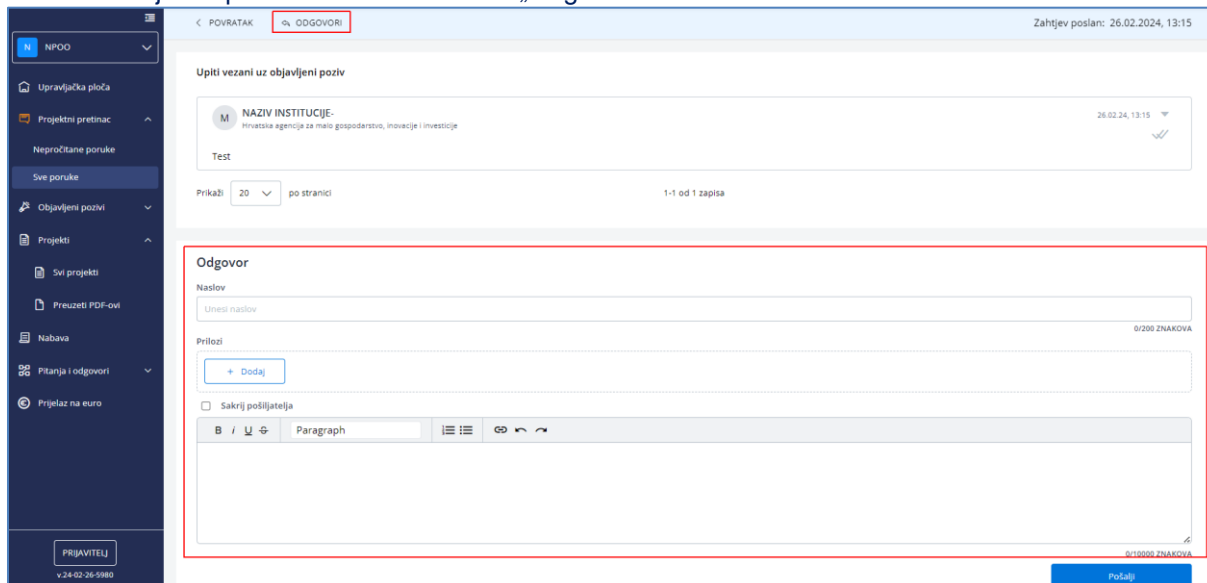 POVRATAK ODGOVORI Zahtjev poslan: 26.02.2024, 13:15
N NPOO
Upravljačka ploča
Projektni pretinac
Nepročitane poruke
Sve poruke
Objavljeni pozivi
Projekti
Svi projekti
Preuzeti PDF-ovi
Nabava
Pitanja i odgovori
Prijelaz na euro
PRIJAVITELJ
v.24-02-26-5980
Upiti vezani uz objavljeni poziv
M NAZIV INSTITUCIJE- 26.02.24, 13:15
Hrvatska agencija za malo gospodarstvo, inovacije i investicije
Test
Prikaži 20 po stranici 1-1 od 1 zapisa
Odgovor
Naslov
Unesi naslov
0/200 ZNAKOVA
Prilozi
+ Dodaj
Sakrij pošiljatelja
B I U S Paragraph
0/10000 ZNAKOVA
Pošalji